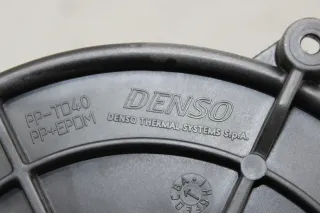 PP-TD40
PP+EPDM
DENSO
DENSO THERMAL SYSTEMS S.p.A.